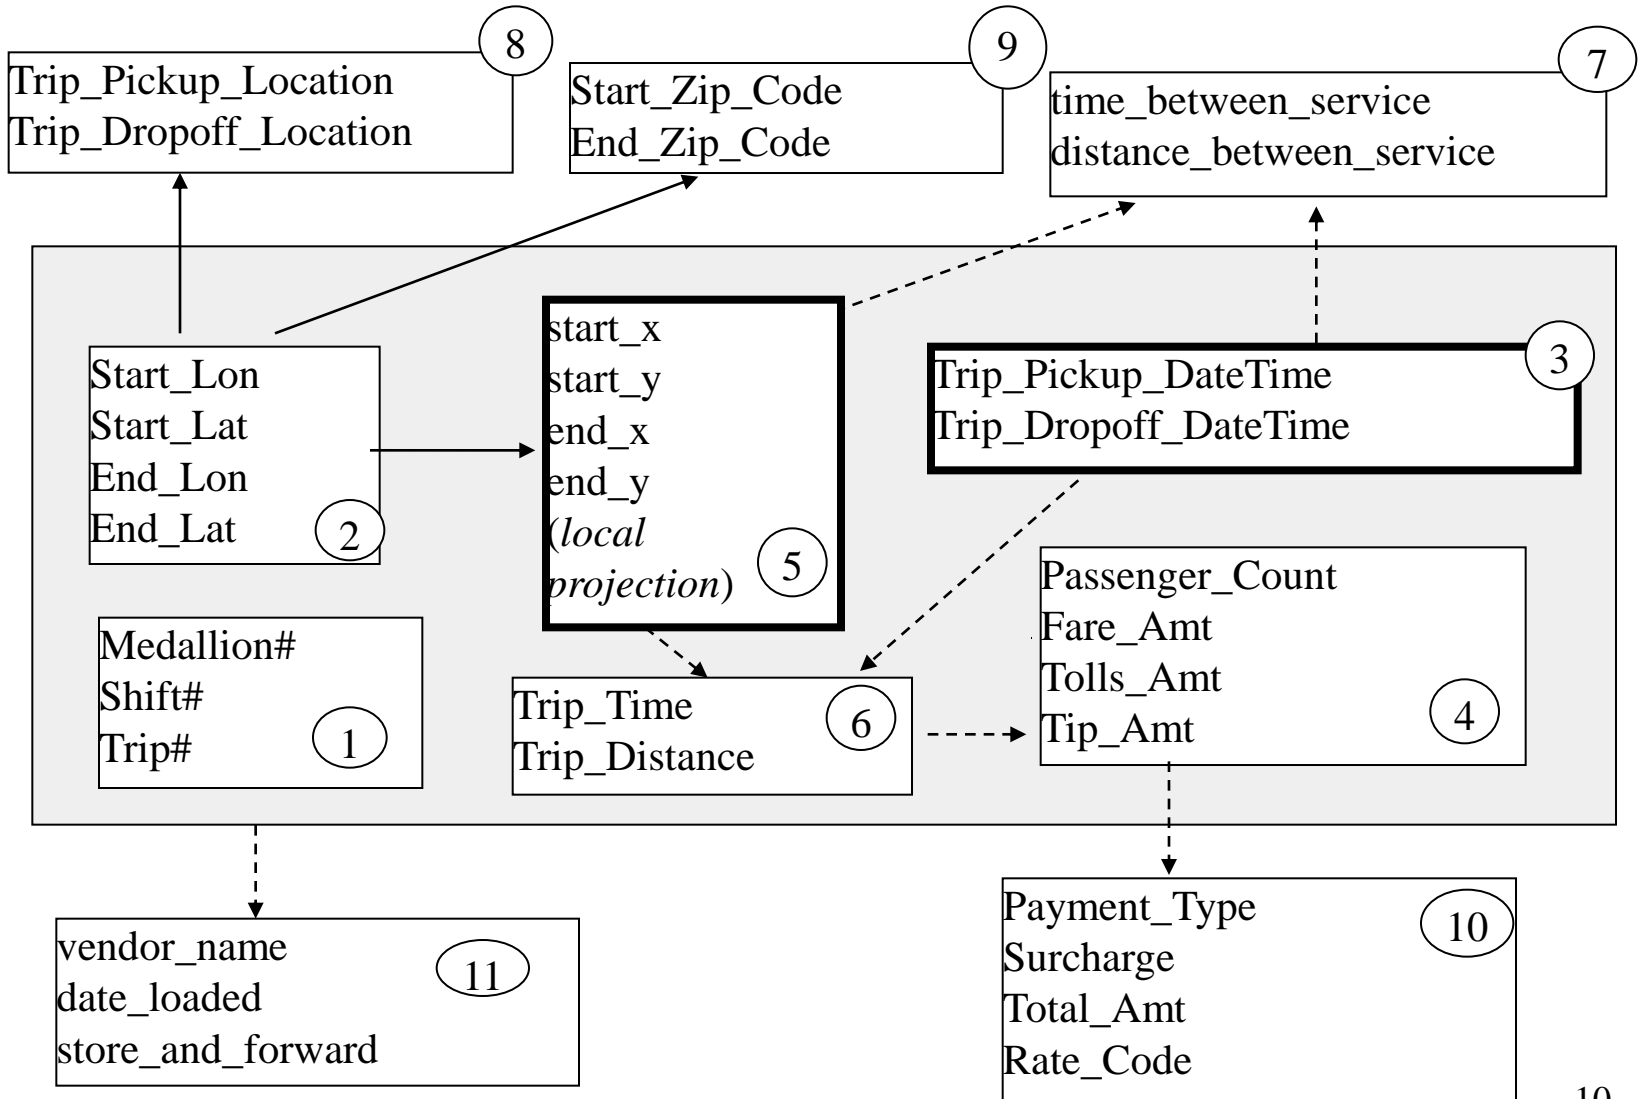 8
Trip_Pickup_Location
Trip_Dropoff_Location
9
Start_Zip_Code
End_Zip_Code
7
time_between_service
distance_between_service
Start_Lon
Start_Lat
End_Lon
End_Lat
2
start_x
start_y
end_x
end_y
(local
projection)
5
3
Trip_Pickup_DateTime
Trip_Dropoff_DateTime
Medallion#
Shift#
Trip#
1
Trip_Time
Trip_Distance
6
Passenger_Count
Fare_Amt
Tolls_Amt
Tip_Amt
4
vendor_name
date_loaded
store_and_forward
11
Payment_Type
Surcharge
Total_Amt
Rate_Code
10
10